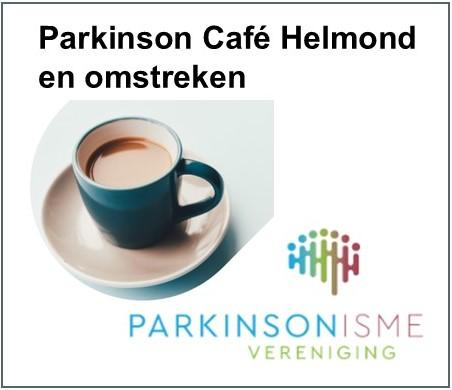 Parkinson Café Helmond
en omstreken
PARKINSONISME
VERENIGING